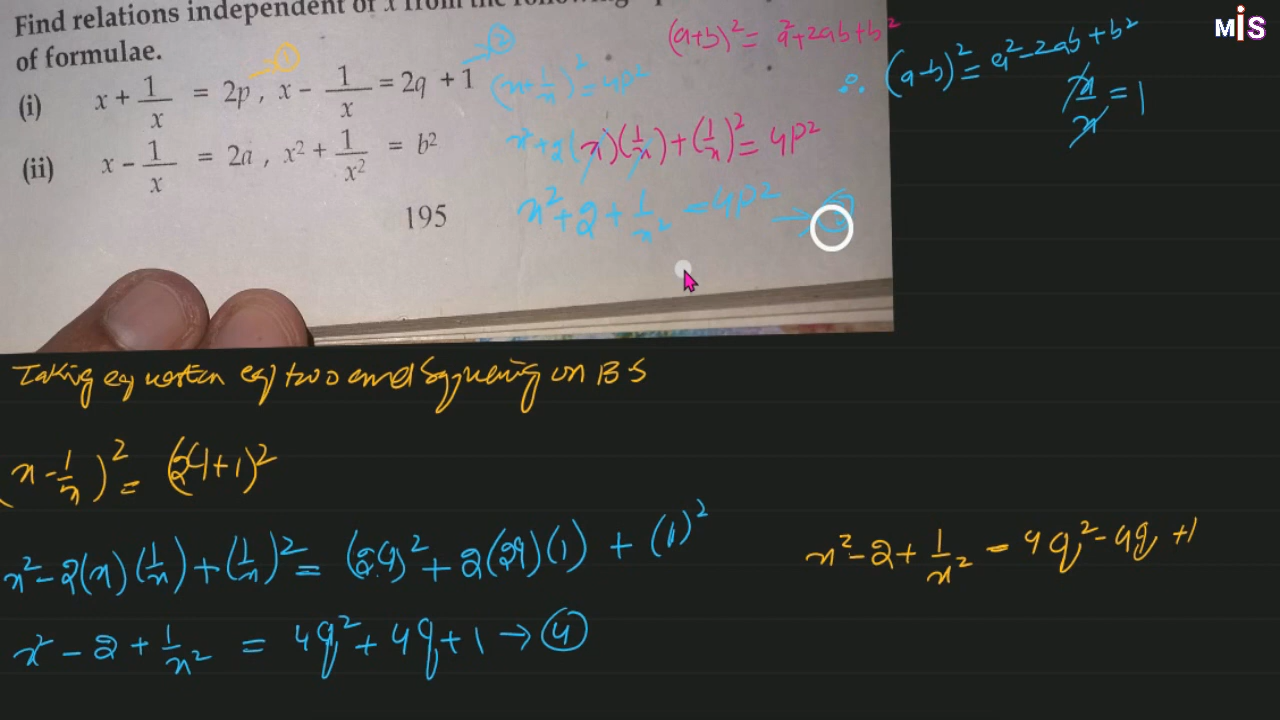 Find relations independent of x from the following
of formulae.
(i) x + 1/x = 2p , x − 1/x = 2q + 1
(ii) x − 1/x = 2a , x² + 1/x² = b²
195
①
②
(a+b)² = a²+2ab+b²
(x+1/x)² = 4p²
x²+2(x)(1/x)+(1/x)² = 4p²
x²+2+1/x² = 4p² →
∴ (a-b)² = a²-2ab+b²
x/x = 1
MiS
Taking equation eq two and Squaring on B S
(x-1/x)² = (2q+1)²
x²-2(x)(1/x)+(1/x)² = (2q)²+2(2q)(1)+(1)²
x²-2+1/x² = 4q²+4q+1 → ④
x²-2+1/x² = 4q²-4q+1